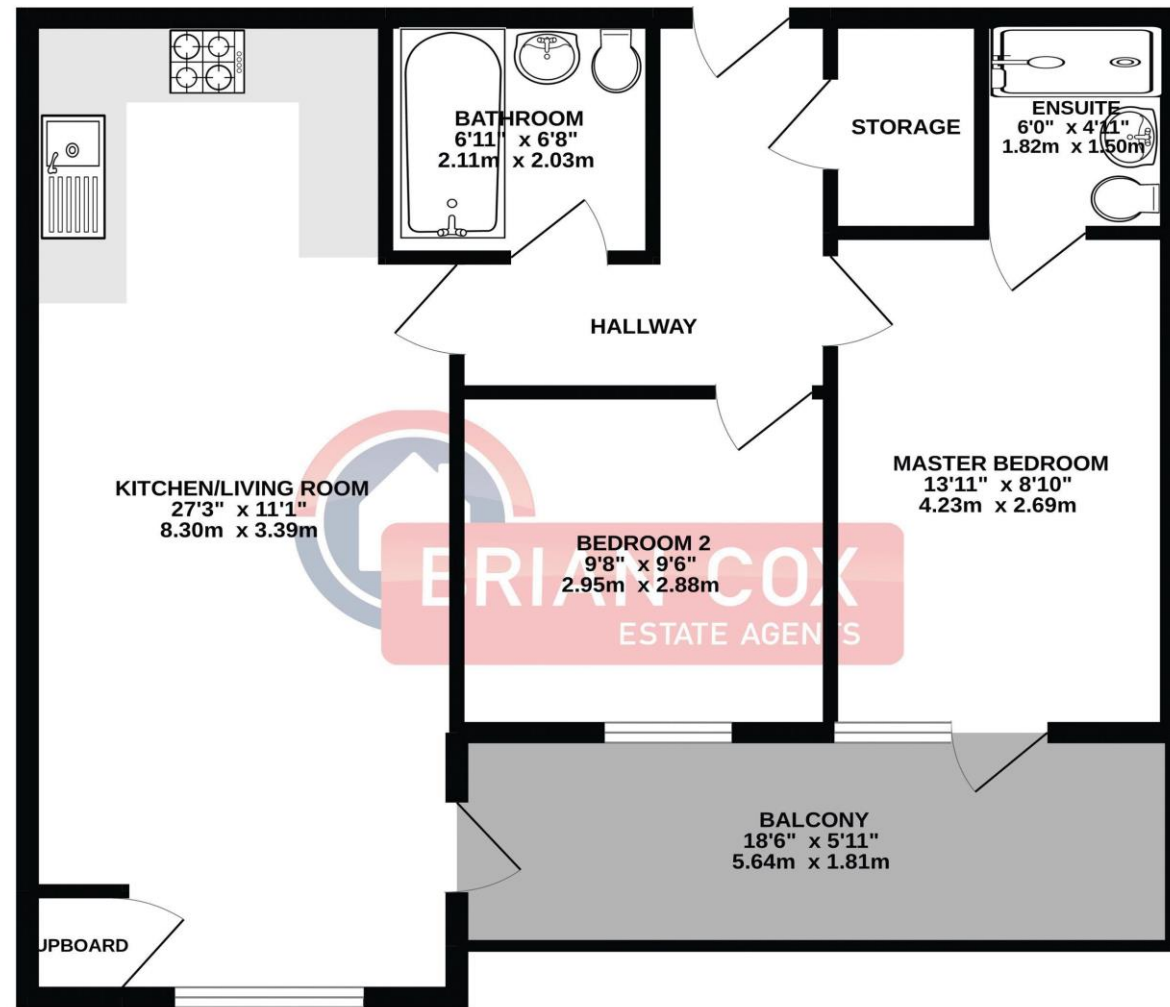 BATHROOM
6'11" x 6'8"
2.11m x 2.03m
STORAGE
ENSUITE
6'0" x 4'11"
1.82m x 1.50m
HALLWAY
KITCHEN/LIVING ROOM
27'3" x 11'1"
8.30m x 3.39m
MASTER BEDROOM
13'11" x 8'10"
4.23m x 2.69m
BEDROOM 2
9'8" x 9'6"
2.95m x 2.88m
BRIAN COX
ESTATE AGENTS
BALCONY
18'6" x 5'11"
5.64m x 1.81m
UPBOARD